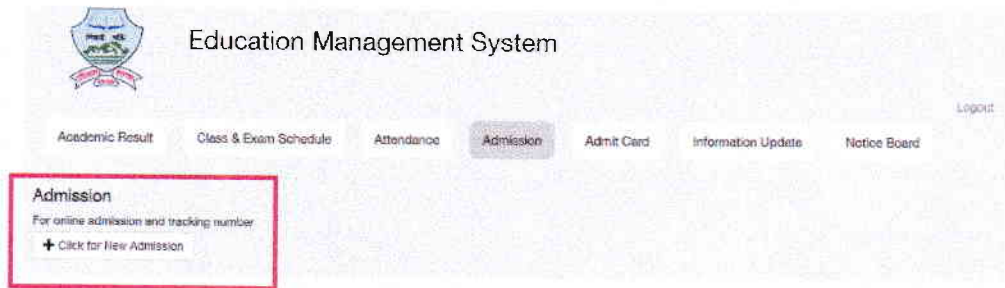 Education Management System
Logout
Academic Result Class & Exam Schedule Attendance Admission Admit Card Information Update Notice Board
Admission
For online admission and tracking number
+ Click for New Admission